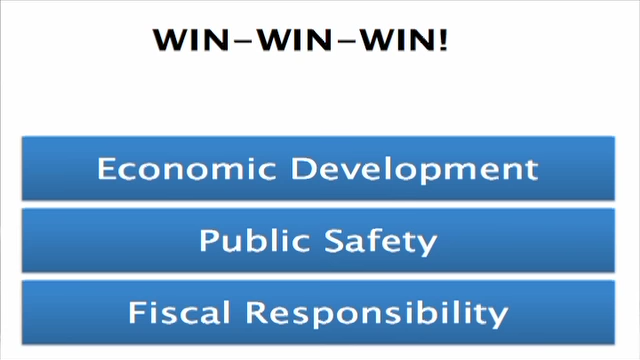 WIN–WIN–WIN!
Economic Development
Public Safety
Fiscal Responsibility